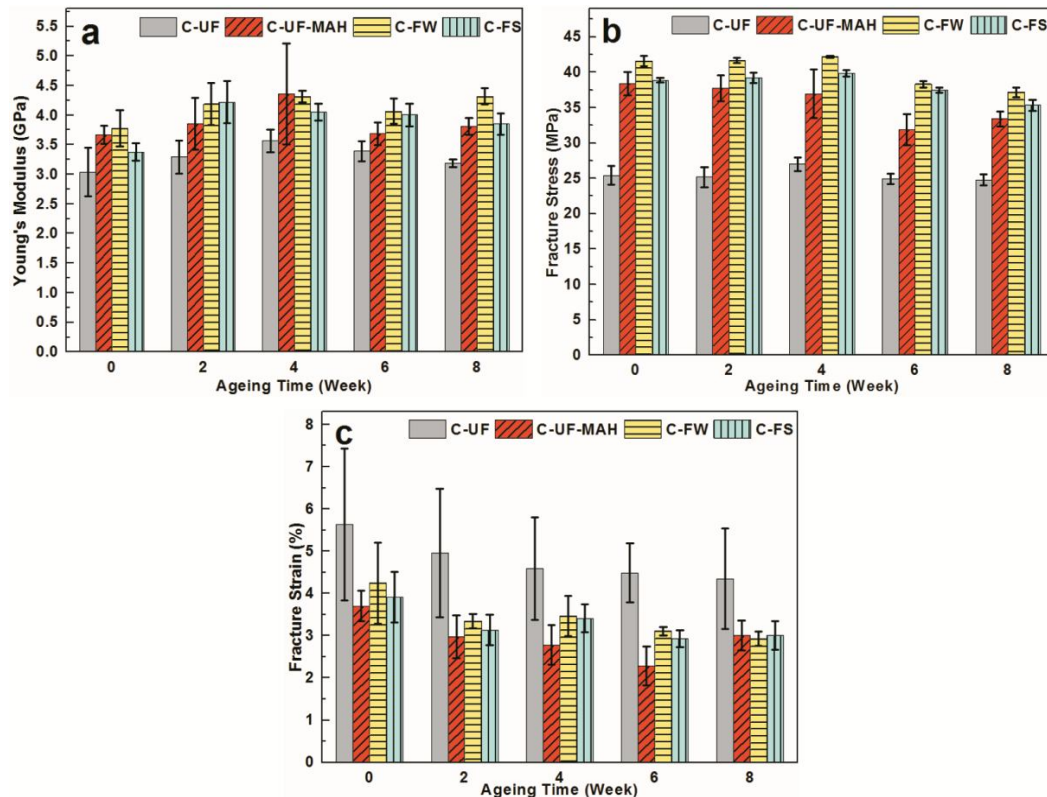 a
C-UF C-UF-MAH C-FW C-FS
5.5
5.0
4.5
4.0
3.5
3.0
2.5
2.0
1.5
1.0
0.5
0.0
Young's Modulus (GPa)
0 2 4 6 8
Ageing Time (Week)
b
C-UF C-UF-MAH C-FW C-FS
45
40
35
30
25
20
15
10
5
0
Fracture Stress (MPa)
0 2 4 6 8
Ageing Time (Week)
c
C-UF C-UF-MAH C-FW C-FS
8
7
6
5
4
3
2
1
0
Fracture Strain (%)
0 2 4 6 8
Ageing Time (Week)